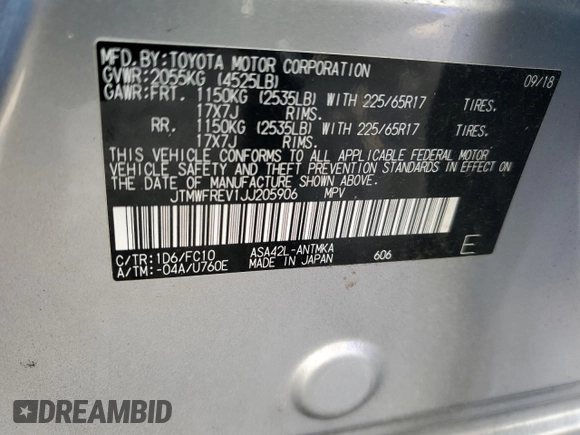 MFD.BY:TOYOTA MOTOR CORPORATION 09/18
GVWR:2055KG (4525LB)
GAWR:FRT. 1150KG (2535LB) WITH 225/65R17 TIRES.
17X7J RIMS.
RR. 1150KG (2535LB) WITH 225/65R17 TIRES.
17X7J RIMS.
THIS VEHICLE CONFORMS TO ALL APPLICABLE FEDERAL MOTOR
VEHICLE SAFETY AND THEFT PREVENTION STANDARDS IN EFFECT ON
THE DATE OF MANUFACTURE SHOWN ABOVE.
JTMWFREV1JJ205906 MPV
C/TR:1D6/FC10 ASA42L-ANTMKA 606 E
A/TM:-04A/U760E MADE IN JAPAN
DREAMBID